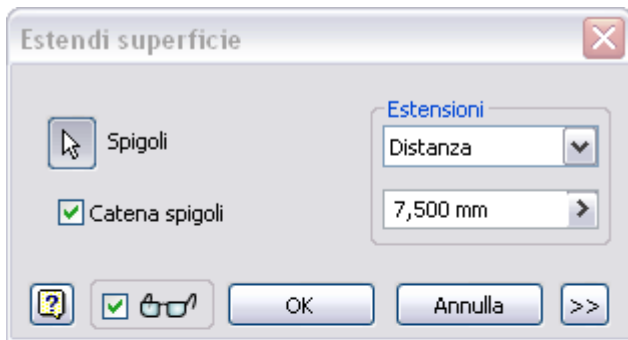 Estendi superficie
Spigoli
Catena spigoli
Estensioni
Distanza
7,500 mm
OK
Annulla
>>